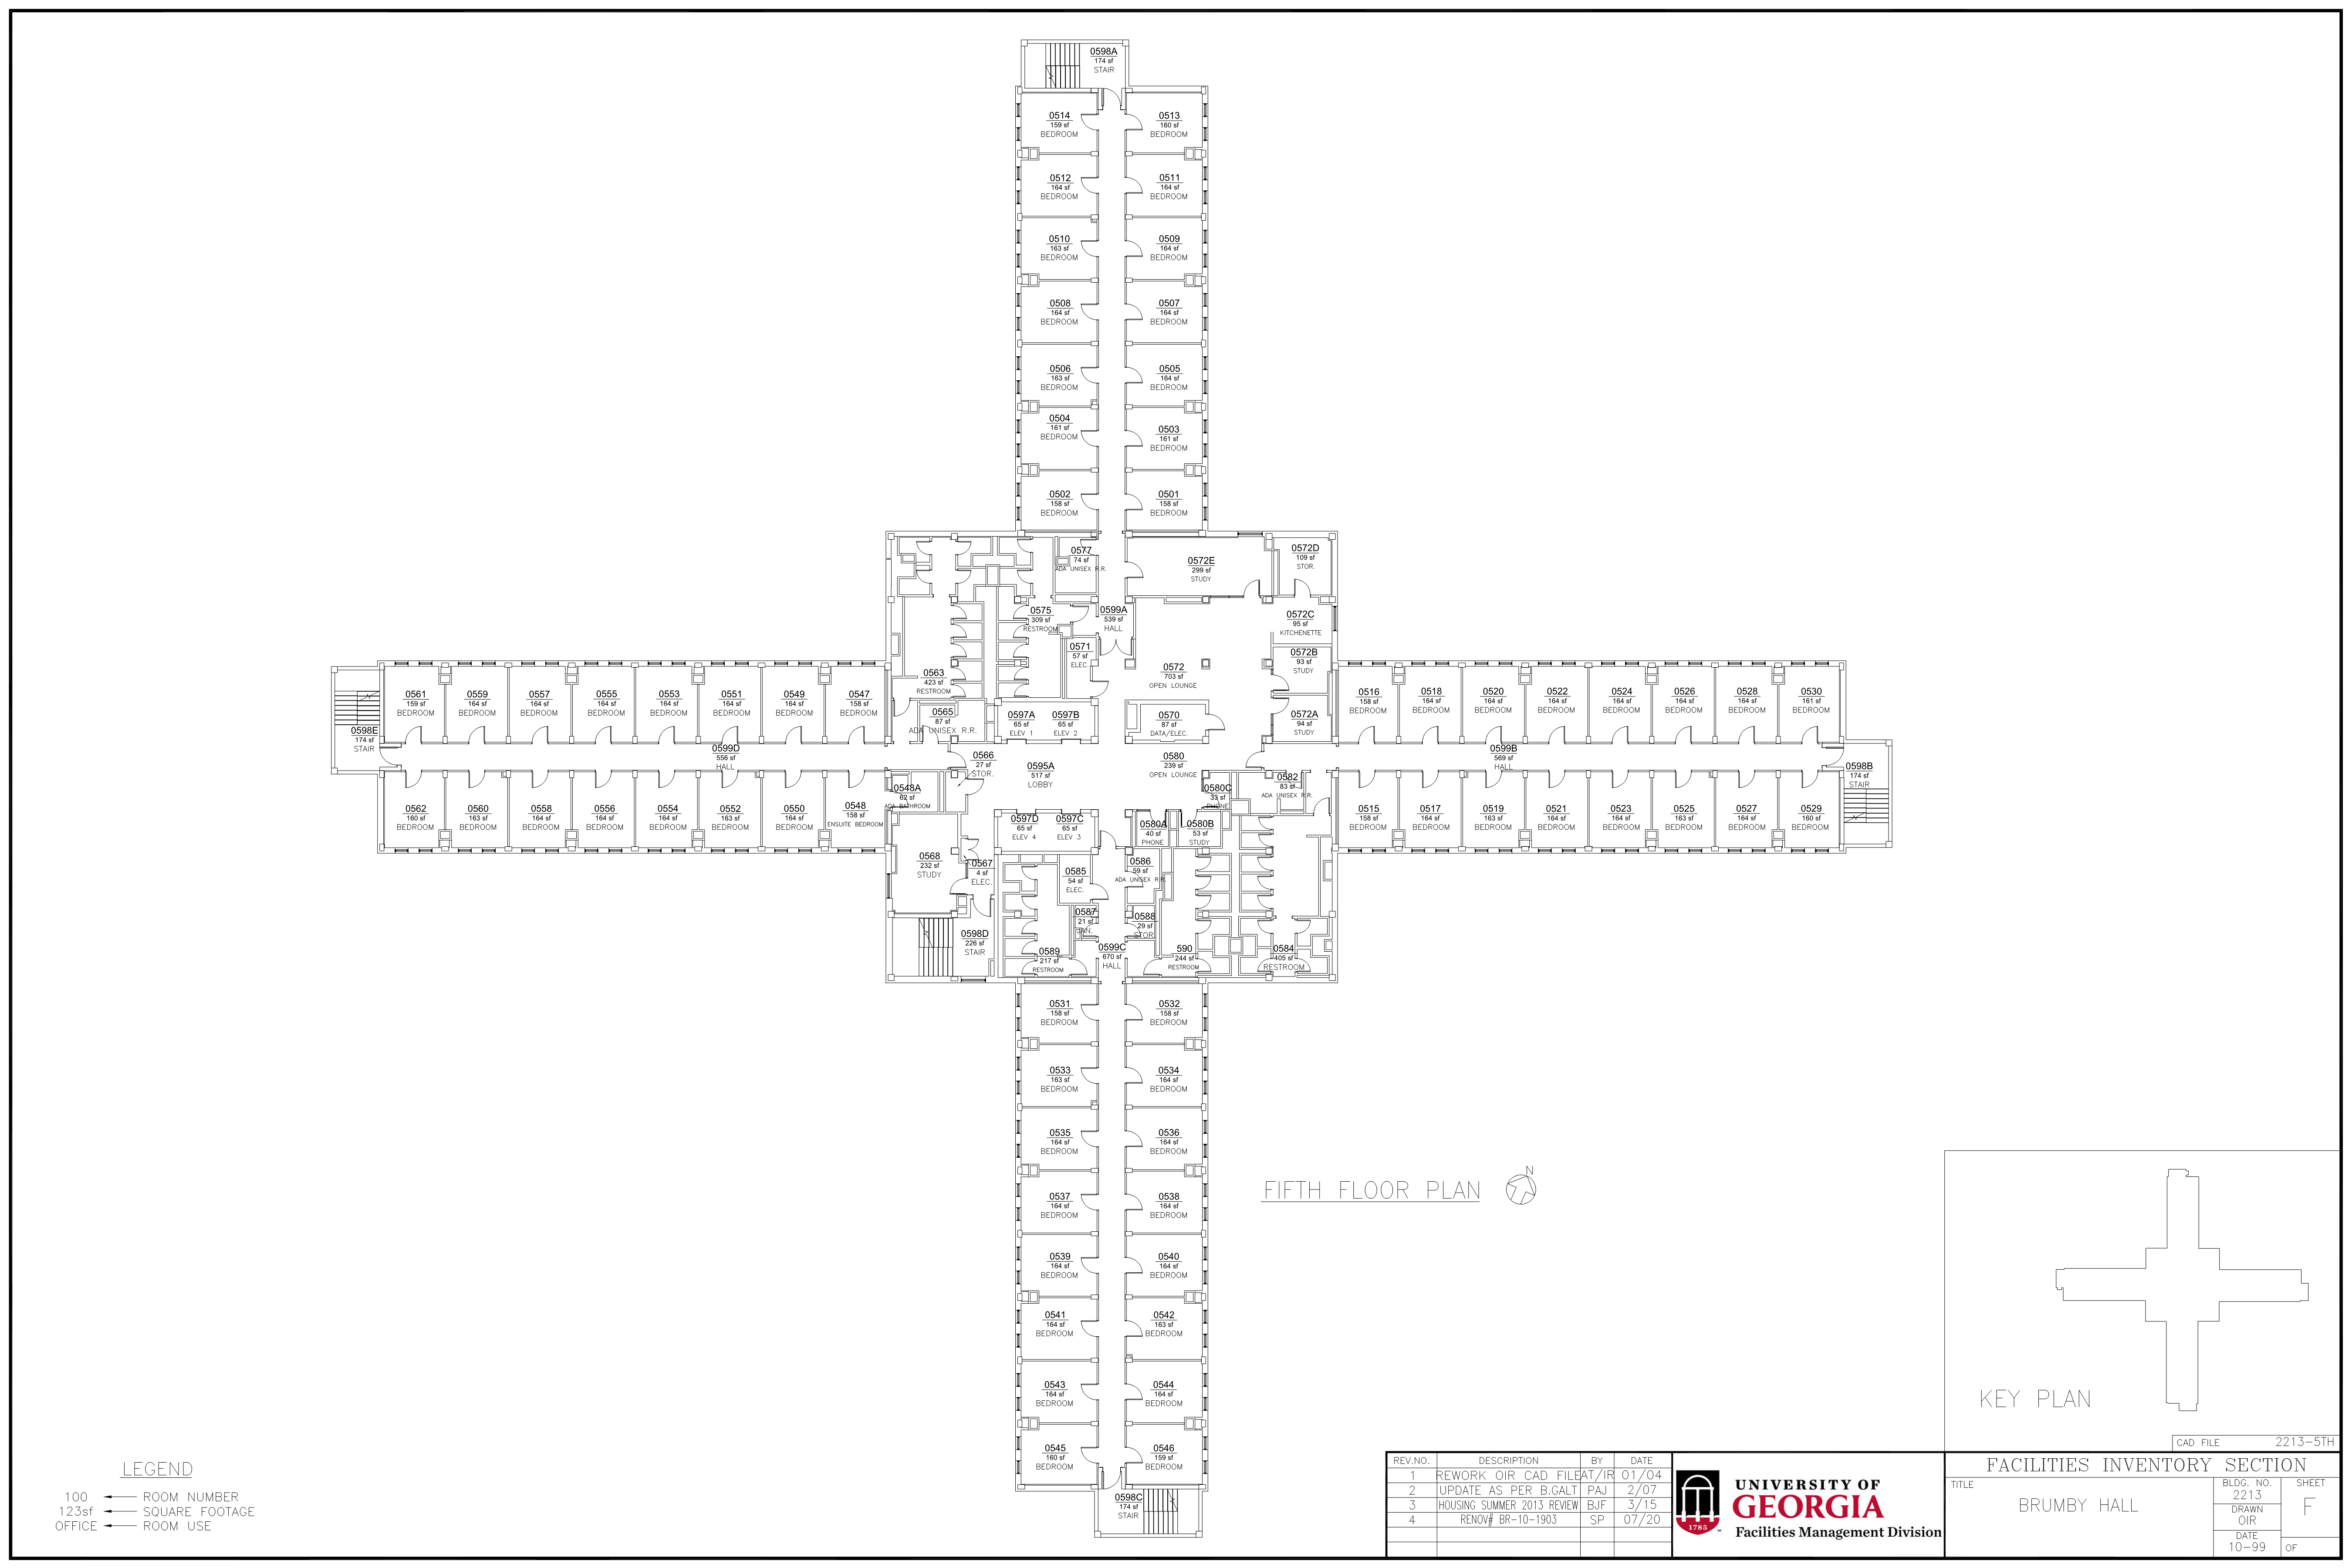 0598A
174 sf
STAIR
0514
159 sf
BEDROOM
0513
160 sf
BEDROOM
0512
164 sf
BEDROOM
0511
164 sf
BEDROOM
0510
163 sf
BEDROOM
0509
164 sf
BEDROOM
0508
164 sf
BEDROOM
0507
164 sf
BEDROOM
0506
163 sf
BEDROOM
0505
164 sf
BEDROOM
0504
161 sf
BEDROOM
0503
161 sf
BEDROOM
0502
158 sf
BEDROOM
0501
158 sf
BEDROOM
0577
74 sf
ADA UNISEX R.R.
0572E
299 sf
STUDY
0572D
109 sf
STOR.
0575
309 sf
RESTROOM
0599A
539 sf
HALL
0572C
95 sf
KITCHENETTE
0571
57 sf
ELEC.
0572B
93 sf
STUDY
0563
423 sf
RESTROOM
0572
703 sf
OPEN LOUNGE
0561
159 sf
BEDROOM
0559
164 sf
BEDROOM
0557
164 sf
BEDROOM
0555
164 sf
BEDROOM
0553
164 sf
BEDROOM
0551
164 sf
BEDROOM
0549
164 sf
BEDROOM
0547
158 sf
BEDROOM
0565
87 sf
ADA UNISEX R.R.
0597A
65 sf
ELEV 1
0597B
65 sf
ELEV 2
0570
87 sf
DATA/ELEC.
0572A
94 sf
STUDY
0516
158 sf
BEDROOM
0518
164 sf
BEDROOM
0520
164 sf
BEDROOM
0522
164 sf
BEDROOM
0524
164 sf
BEDROOM
0526
164 sf
BEDROOM
0528
164 sf
BEDROOM
0530
161 sf
BEDROOM
0598E
174 sf
STAIR
0599D
556 sf
HALL
0566
27 sf
STOR.
0595A
517 sf
LOBBY
0580
239 sf
OPEN LOUNGE
0599B
569 sf
HALL
0598B
174 sf
STAIR
0548A
62 sf
ADA BATHROOM
0580C
33 sf
PHONE
0582
83 sf
ADA UNISEX R.R.
0562
160 sf
BEDROOM
0560
163 sf
BEDROOM
0558
164 sf
BEDROOM
0556
164 sf
BEDROOM
0554
164 sf
BEDROOM
0552
163 sf
BEDROOM
0550
164 sf
BEDROOM
0548
158 sf
ENSUITE BEDROOM
0597D
65 sf
ELEV 4
0597C
65 sf
ELEV 3
0580A
40 sf
PHONE
0580B
53 sf
STUDY
0515
158 sf
BEDROOM
0517
164 sf
BEDROOM
0519
163 sf
BEDROOM
0521
164 sf
BEDROOM
0523
164 sf
BEDROOM
0525
163 sf
BEDROOM
0527
164 sf
BEDROOM
0529
160 sf
BEDROOM
0568
232 sf
STUDY
0567
4 sf
ELEC.
0585
54 sf
ELEC.
0586
59 sf
ADA UNISEX R.R.
0587
21 sf
JAN.
0588
29 sf
STOR.
0598D
226 sf
STAIR
0589
217 sf
RESTROOM
0599C
670 sf
HALL
590
244 sf
RESTROOM
0584
405 sf
RESTROOM
0531
158 sf
BEDROOM
0532
158 sf
BEDROOM
0533
163 sf
BEDROOM
0534
164 sf
BEDROOM
0535
164 sf
BEDROOM
0536
164 sf
BEDROOM
0537
164 sf
BEDROOM
0538
164 sf
BEDROOM
0539
164 sf
BEDROOM
0540
164 sf
BEDROOM
0541
164 sf
BEDROOM
0542
163 sf
BEDROOM
0543
164 sf
BEDROOM
0544
164 sf
BEDROOM
0545
160 sf
BEDROOM
0546
159 sf
BEDROOM
0598C
174 sf
STAIR
FIFTH FLOOR PLAN
N
KEY PLAN
CAD FILE 2213-5TH
LEGEND
100 ROOM NUMBER
123sf SQUARE FOOTAGE
OFFICE ROOM USE
REV.NO. DESCRIPTION BY DATE
1 REWORK OIR CAD FILE AT/IR 01/04
2 UPDATE AS PER B.GALT PAJ 2/07
3 HOUSING SUMMER 2013 REVIEW BJF 3/15
4 RENOV# BR-10-1903 SP 07/20
1785
UNIVERSITY OF
GEORGIA
Facilities Management Division
FACILITIES INVENTORY SECTION
TITLE
BRUMBY HALL
BLDG. NO.
2213
DRAWN
OIR
DATE
10-99
SHEET
F
OF